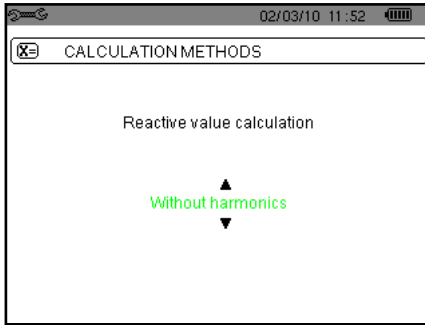 02/03/10 11:52
X= CALCULATION METHODS
Reactive value calculation
Without harmonics